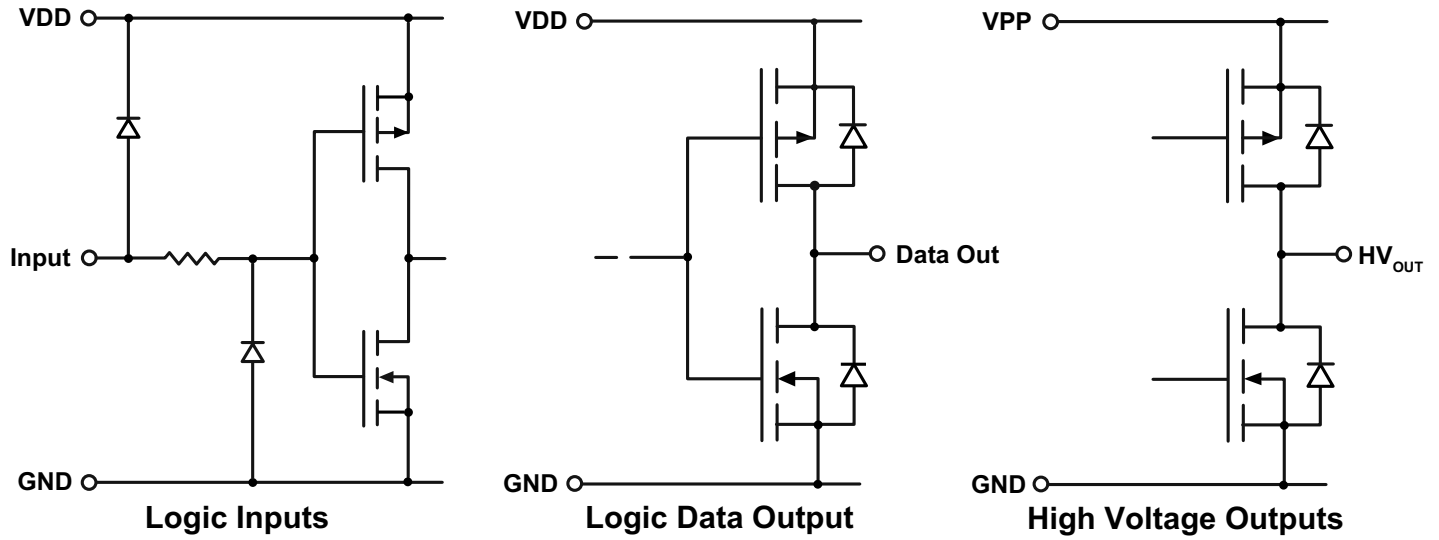 VDD
Input
GND
Logic Inputs
VDD
Data Out
GND
Logic Data Output
VPP
HVOUT
GND
High Voltage Outputs